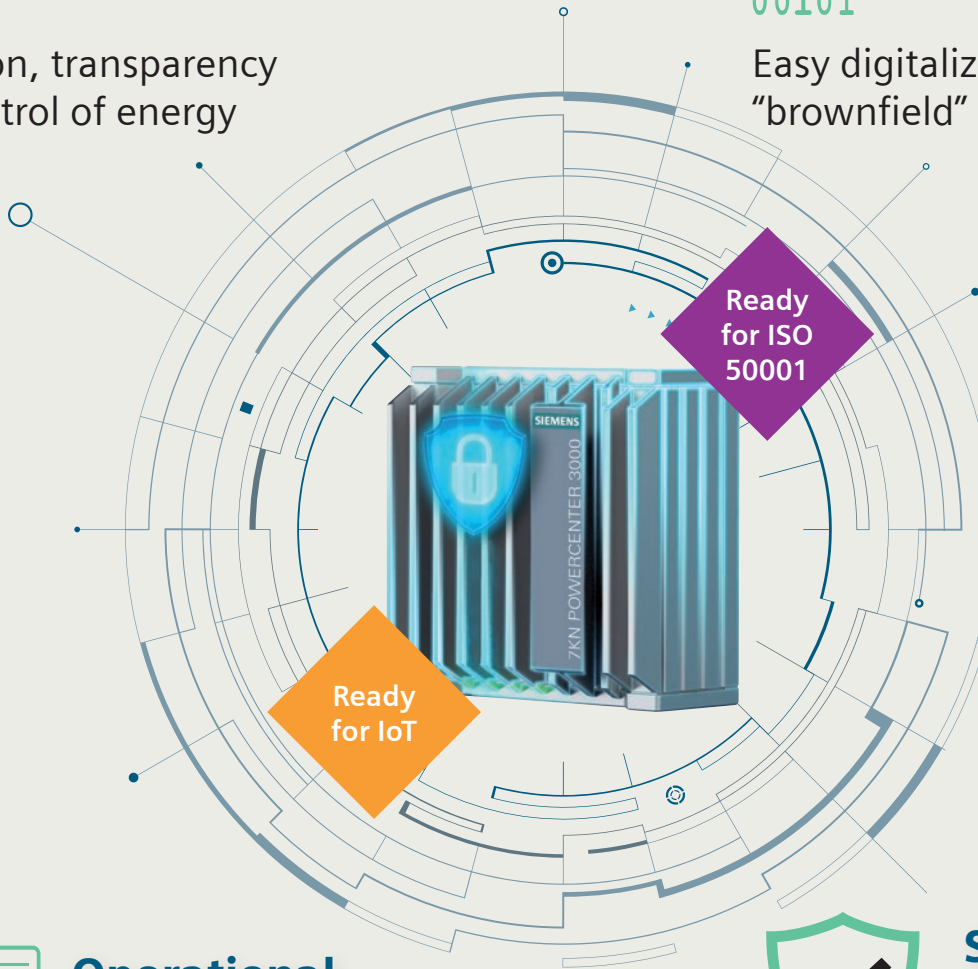 00101
on, transparency
trol of energy
Easy digitaliz
“brownfield”
Ready
for ISO
50001
SIEMENS
7KN POWERCENTER 3000
Ready
for IoT
Operational
S